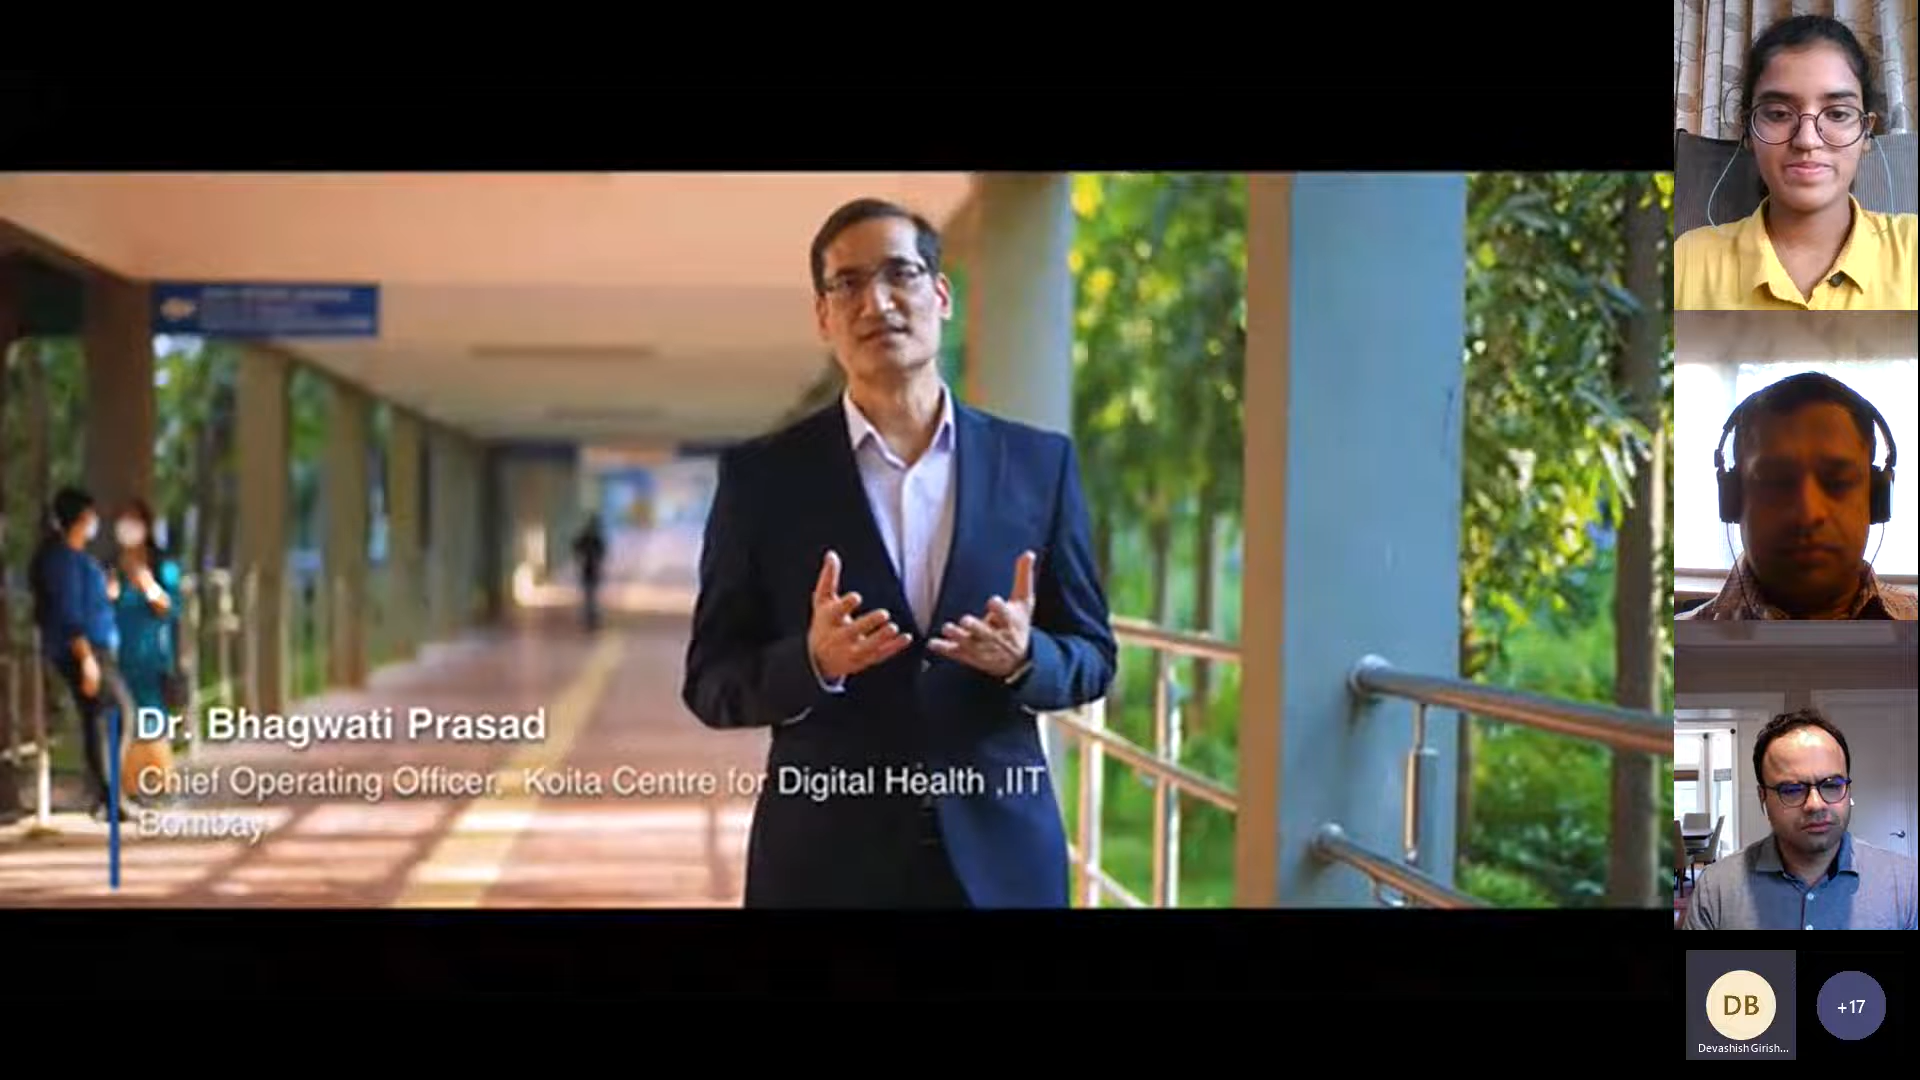 Dr. Bhagwati Prasad
Chief Operating Officer, Koita Centre for Digital Health ,IIT
Bombay
DB
Devashish Girish...
+17